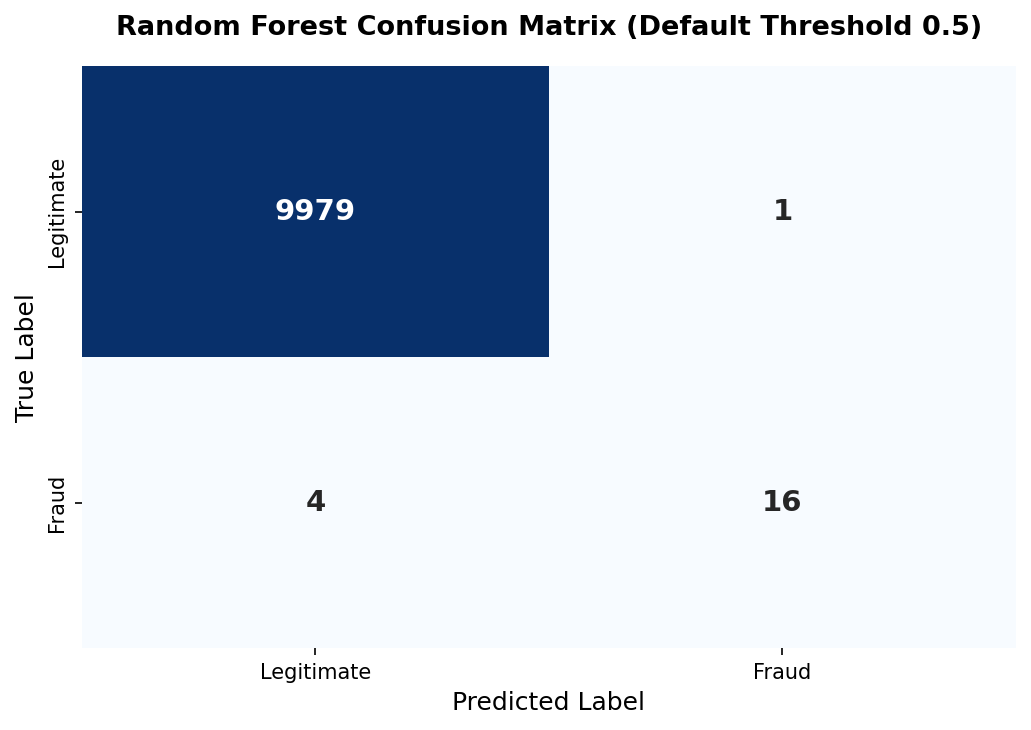 Random Forest Confusion Matrix (Default Threshold 0.5)
True Label
Legitimate
9979
1
Fraud
4
16
Legitimate
Fraud
Predicted Label